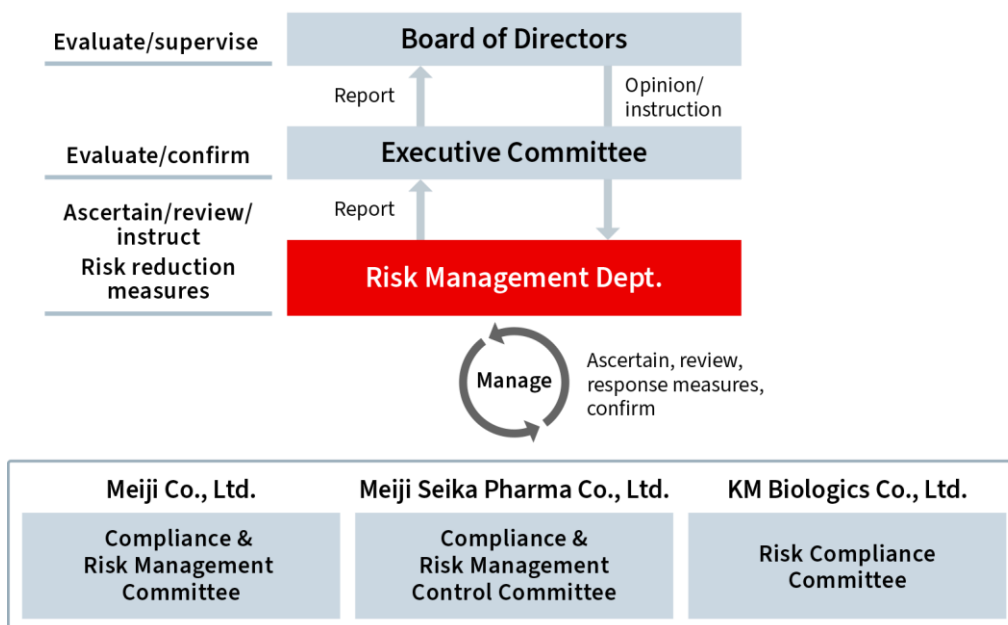 Evaluate/supervise
Board of Directors
Report
Opinion/
instruction
Evaluate/confirm
Executive Committee
Report
Ascertain/review/
instruct
Risk reduction
measures
Risk Management Dept.
Manage
Ascertain, review,
response measures,
confirm
Meiji Co., Ltd.
Compliance &
Risk Management
Committee
Meiji Seika Pharma Co., Ltd.
Compliance &
Risk Management
Control Committee
KM Biologics Co., Ltd.
Risk Compliance
Committee